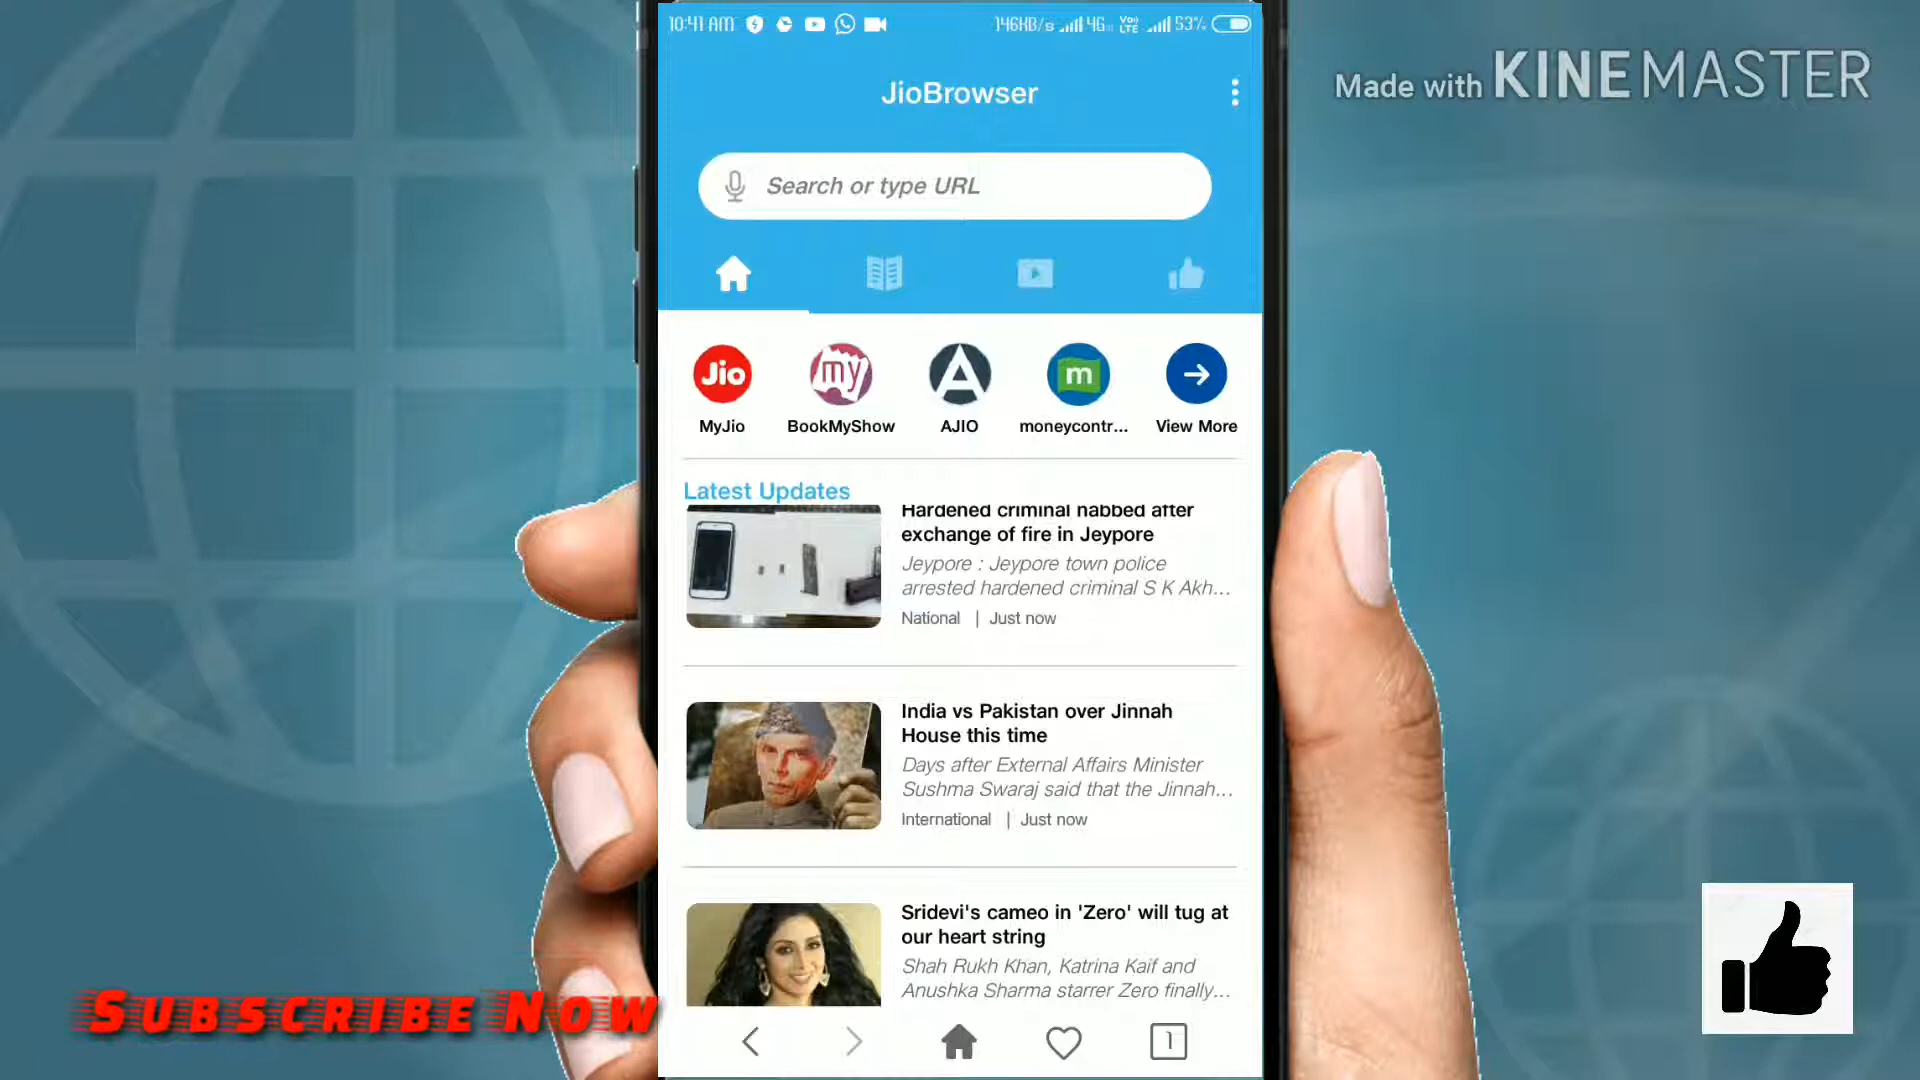 10:41 AM
146KB/s 4G VoLTE 53%
Made with KINEMASTER
JioBrowser
Search or type URL
Jio my A m
MyJio BookMyShow AJIO moneycontr... View More
Latest Updates
Hardened criminal nabbed after
exchange of fire in Jeypore
Jeypore : Jeypore town police
arrested hardened criminal S K Akh...
National | Just now
India vs Pakistan over Jinnah
House this time
Days after External Affairs Minister
Sushma Swaraj said that the Jinnah...
International | Just now
Sridevi's cameo in 'Zero' will tug at
our heart string
Shah Rukh Khan, Katrina Kaif and
Anushka Sharma starrer Zero finally...
SUBSCRIBE NOW
1